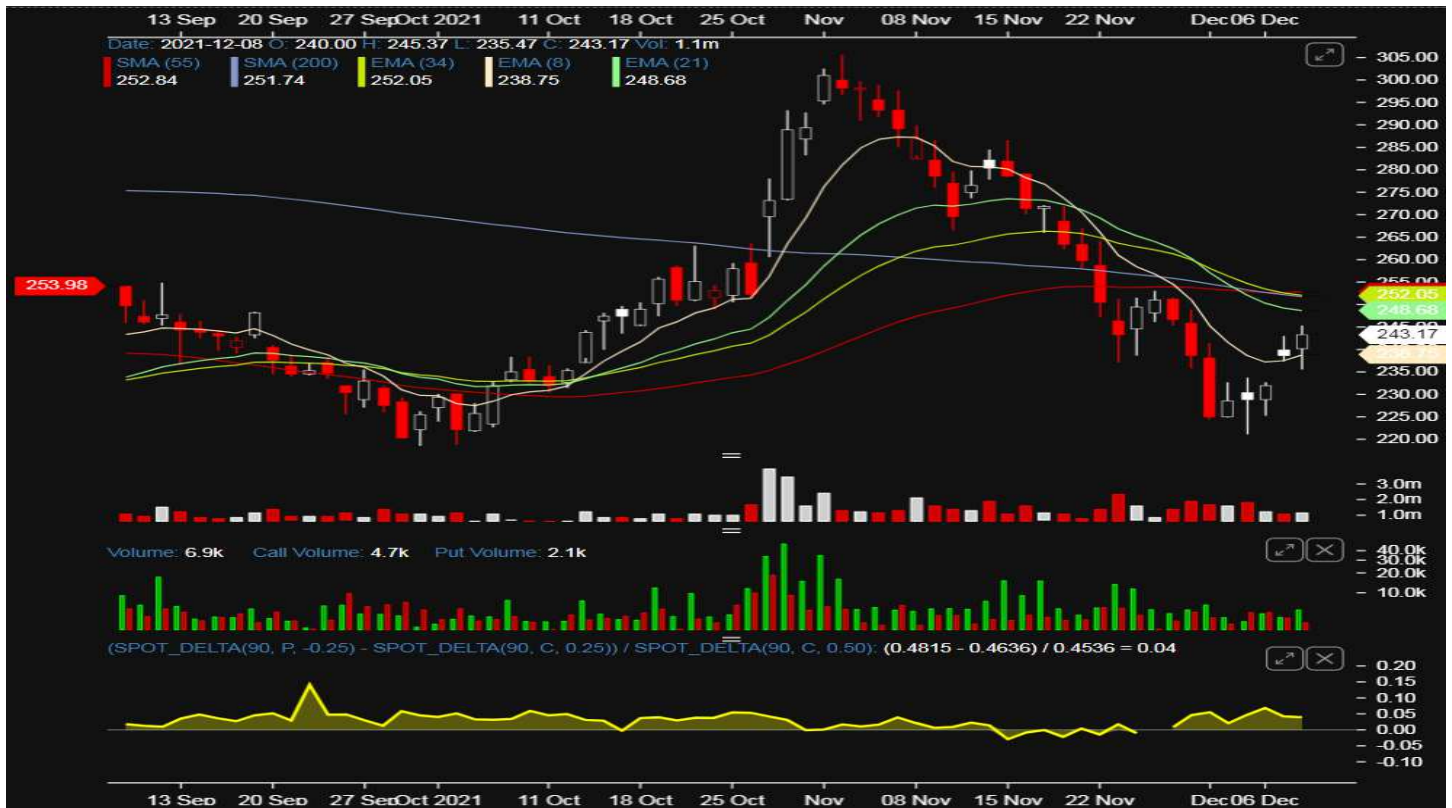 13 Sep 20 Sep 27 Sep Oct 2021 11 Oct 18 Oct 25 Oct Nov 08 Nov 15 Nov 22 Nov Dec 06 Dec
Date: 2021-12-08 O: 240.00 H: 245.37 L: 235.47 C: 243.17 Vol: 1.1m
SMA (55) SMA (200) EMA (34) EMA (8) EMA (21)
252.84 251.74 252.05 238.75 248.68
305.00
300.00
295.00
290.00
285.00
280.00
275.00
270.00
265.00
260.00
255.00
253.98
252.05
248.68
245.00
243.17
238.75
235.00
230.00
225.00
220.00
3.0m
2.0m
1.0m
Volume: 6.9k Call Volume: 4.7k Put Volume: 2.1k
40.0k
30.0k
20.0k
10.0k
(SPOT_DELTA(90, P, -0.25) - SPOT_DELTA(90, C, 0.25)) / SPOT_DELTA(90, C, 0.50): (0.4815 - 0.4636) / 0.4536 = 0.04
0.20
0.15
0.10
0.05
0.00
-0.05
-0.10
13 Sep 20 Sep 27 Sep Oct 2021 11 Oct 18 Oct 25 Oct Nov 08 Nov 15 Nov 22 Nov Dec 06 Dec